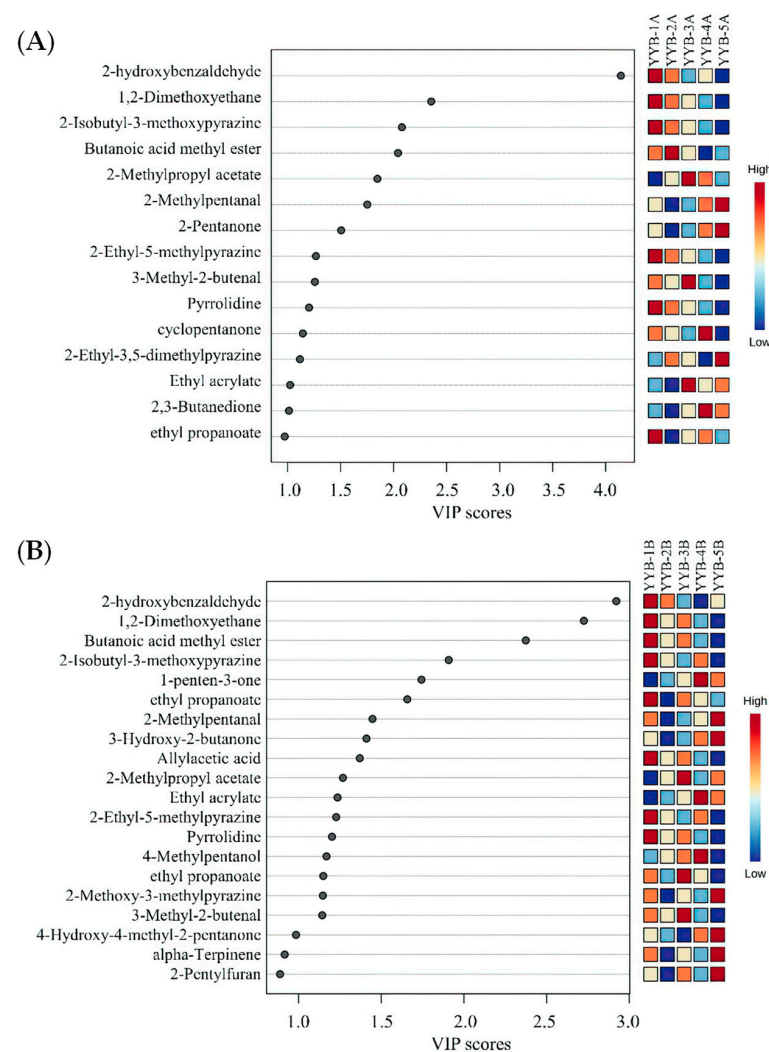 (A)
YYB-1A
YYB-2A
YYB-3A
YYB-4A
YYB-5A
2-hydroxybenzaldehyde
1,2-Dimethoxyethane
2-Isobutyl-3-methoxypyrazine
Butanoic acid methyl ester
2-Methylpropyl acetate
2-Methylpentanal
2-Pentanone
2-Ethyl-5-methylpyrazine
3-Methyl-2-butenal
Pyrrolidine
cyclopentanone
2-Ethyl-3,5-dimethylpyrazine
Ethyl acrylate
2,3-Butanedione
ethyl propanoate
High
Low
1.0 1.5 2.0 2.5 3.0 3.5 4.0
VIP scores
(B)
YYB-1B
YYB-2B
YYB-3B
YYB-4B
YYB-5B
2-hydroxybenzaldehyde
1,2-Dimethoxyethane
Butanoic acid methyl ester
2-Isobutyl-3-methoxypyrazine
1-penten-3-one
ethyl propanoate
2-Methylpentanal
3-Hydroxy-2-butanone
Allylacetic acid
2-Methylpropyl acetate
Ethyl acrylate
2-Ethyl-5-methylpyrazine
Pyrrolidine
4-Methylpentanol
ethyl propanoate
2-Methoxy-3-methylpyrazine
3-Methyl-2-butenal
4-Hydroxy-4-methyl-2-pentanone
alpha-Terpinene
2-Pentylfuran
High
Low
1.0 1.5 2.0 2.5 3.0
VIP scores